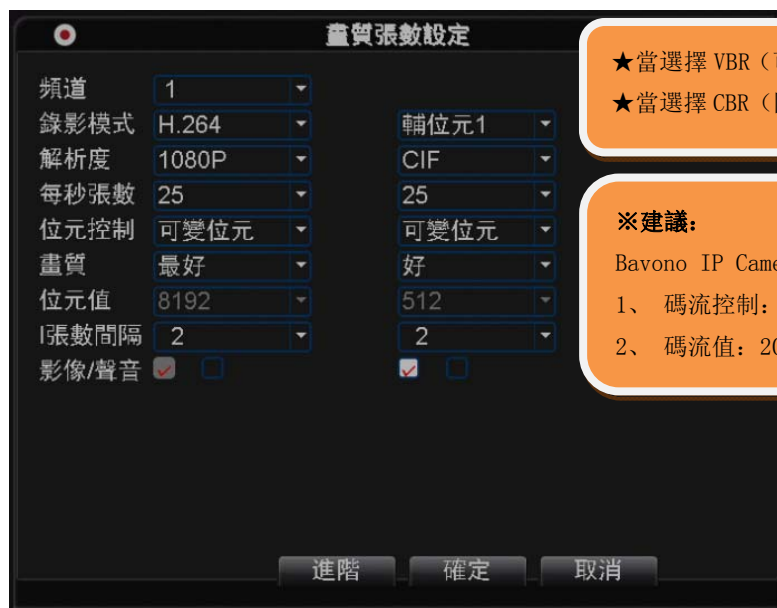 畫質張數設定
頻道 1
錄影模式 H.264 輔位元1
解析度 1080P CIF
每秒張數 25 25
位元控制 可變位元 可變位元
畫質 最好 好
位元值 8192 512
I張數間隔 2 2
影像/聲音
進階 確定 取消
★當選擇 VBR（
★當選擇 CBR（
※建議：
Bavono IP Came
1、 碼流控制：
2、 碼流值：20